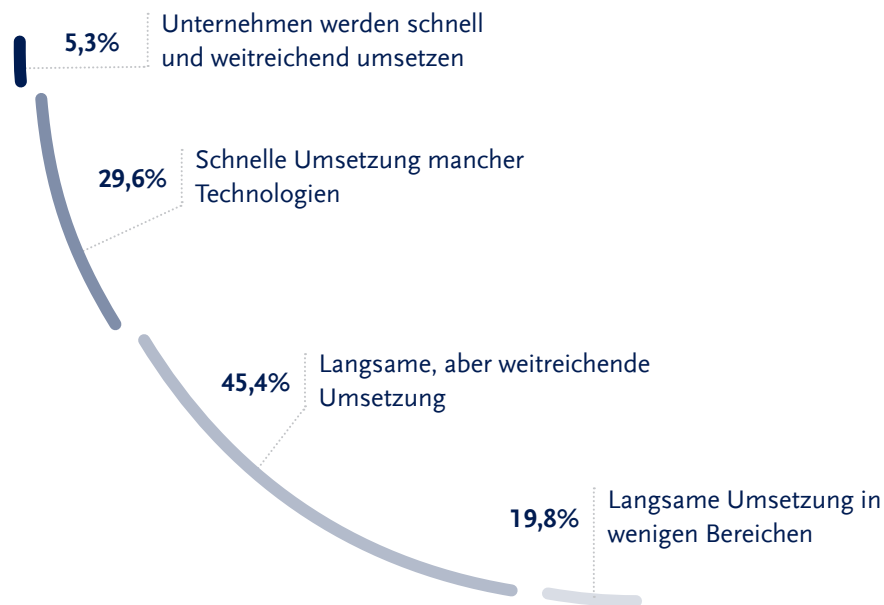 5,3%
Unternehmen werden schnell
und weitreichend umsetzen
29,6%
Schnelle Umsetzung mancher
Technologien
45,4%
Langsame, aber weitreichende
Umsetzung
19,8%
Langsame Umsetzung in
wenigen Bereichen